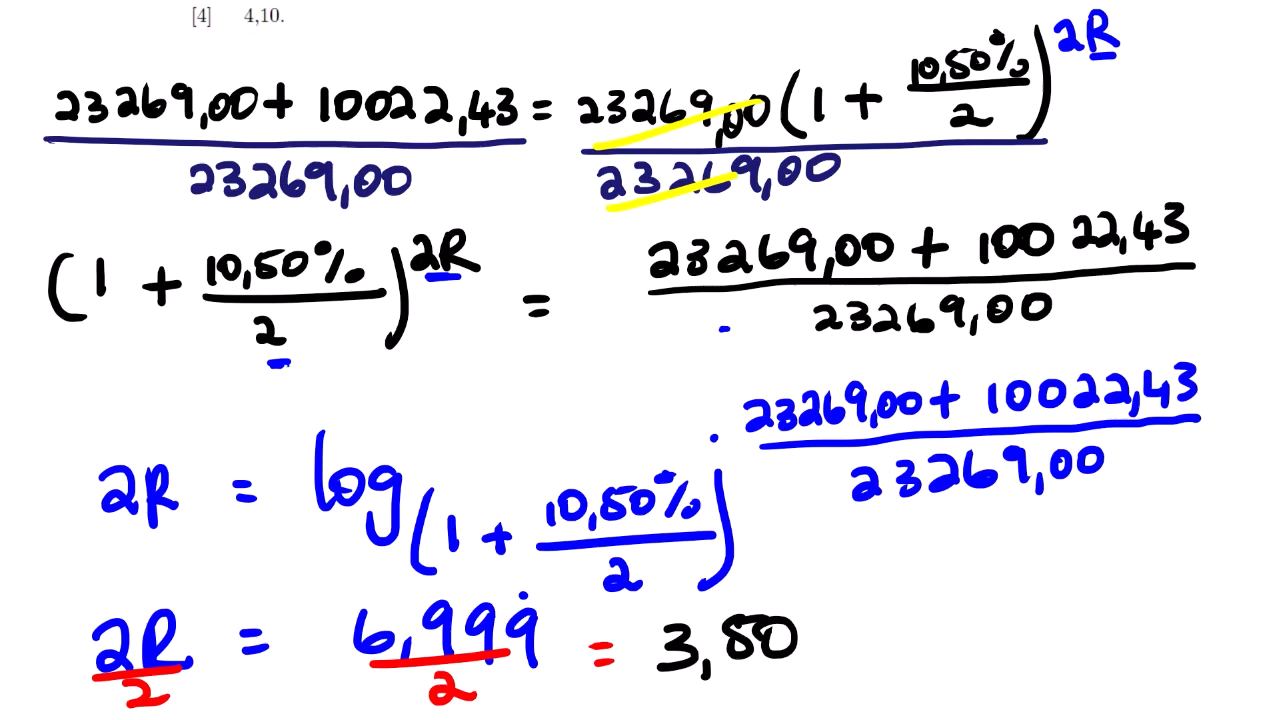 [4] 4,10.
23269,00 + 10022,43 / 23269,00 = 23269,00 (1 + 10,50% / 2)^2R / 23269,00
(1 + 10,50% / 2)^2R = 23269,00 + 10022,43 / 23269,00
2R = log (1 + 10,50% / 2) 23269,00 + 10022,43 / 23269,00
2R / 2 = 6,999̇ / 2 = 3,50